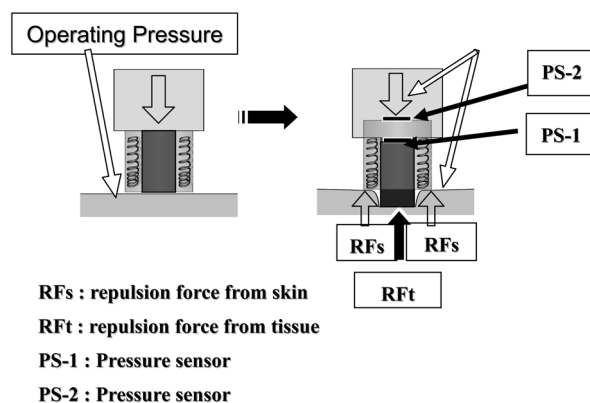 Operating Pressure
PS-2
PS-1
RFs
RFs
RFt
RFs : repulsion force from skin
RFt : repulsion force from tissue
PS-1 : Pressure sensor
PS-2 : Pressure sensor